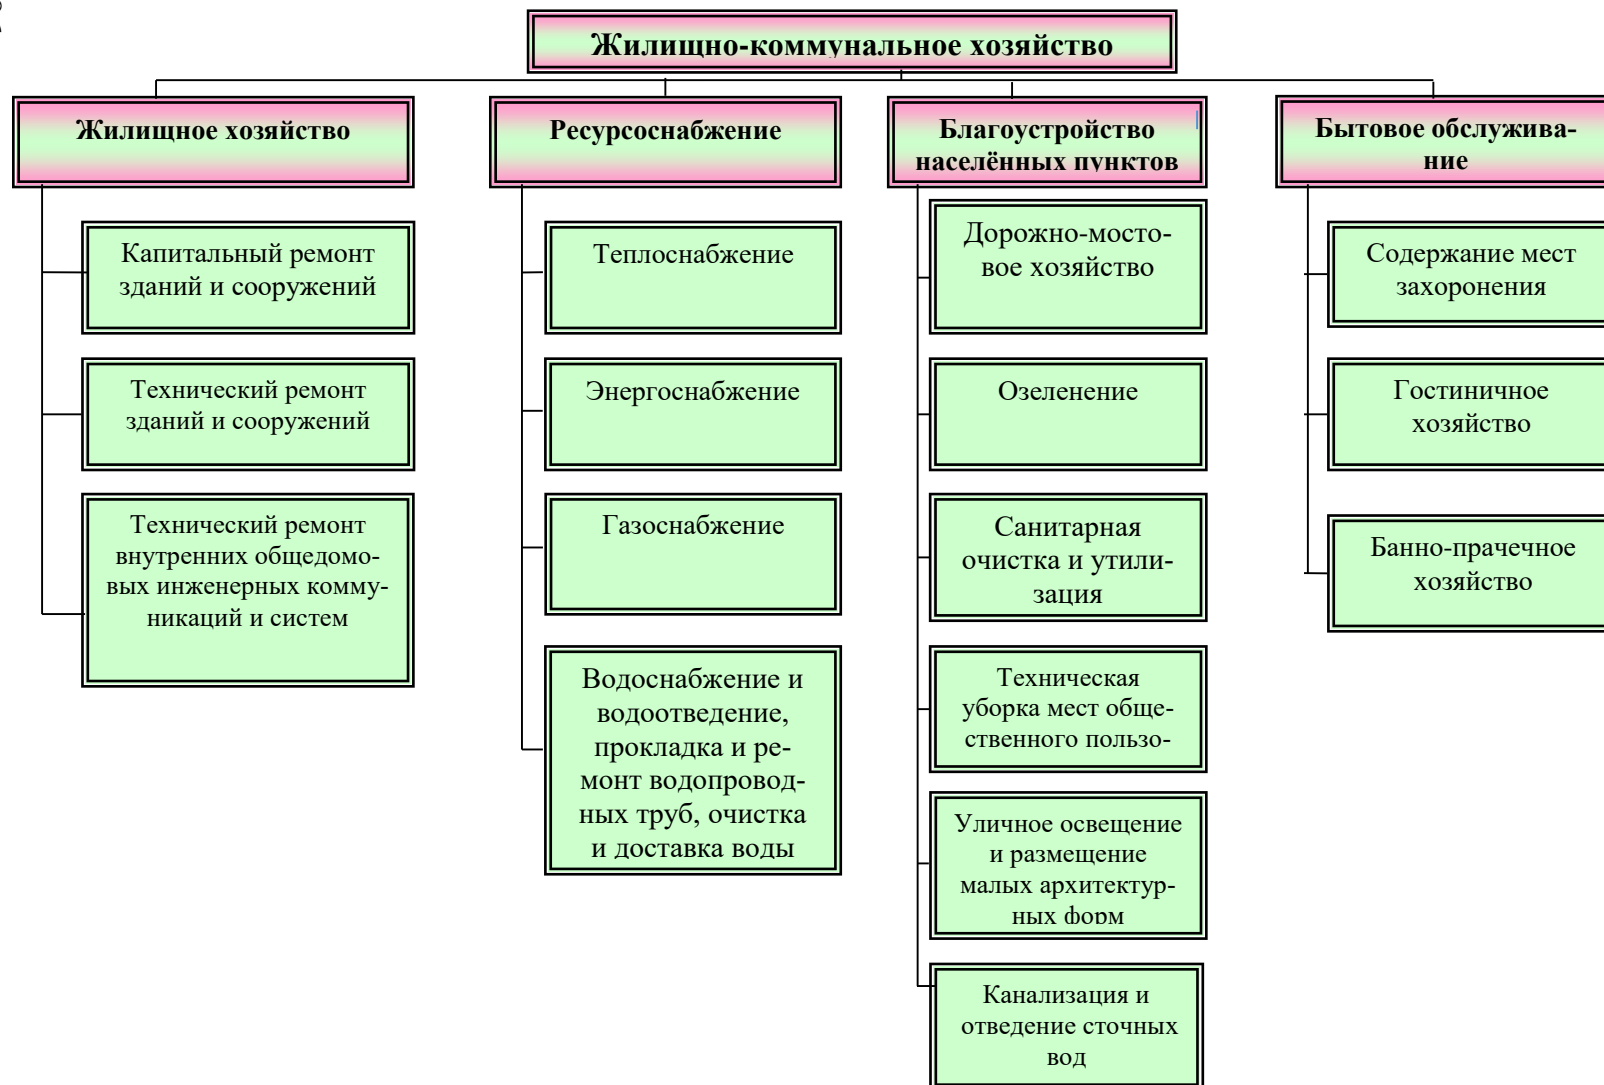 Жилищно-коммунальное хозяйство
Жилищное хозяйство
Капитальный ремонт
зданий и сооружений
Технический ремонт
зданий и сооружений
Технический ремонт
внутренних общедомо-
вых инженерных комму-
никаций и систем
Ресурсоснабжение
Теплоснабжение
Энергоснабжение
Газоснабжение
Водоснабжение и
водоотведение,
прокладка и ре-
монт водопровод-
ных труб, очистка
и доставка воды
Благоустройство
населённых пунктов
Дорожно-мосто-
вое хозяйство
Озеленение
Санитарная
очистка и утили-
зация
Техническая
уборка мест обще-
ственного пользо-
Уличное освещение
и размещение
малых архитектур-
ных форм
Канализация и
отведение сточных
вод
Бытовое обслужива-
ние
Содержание мест
захоронения
Гостиничное
хозяйство
Банно-прачечное
хозяйство